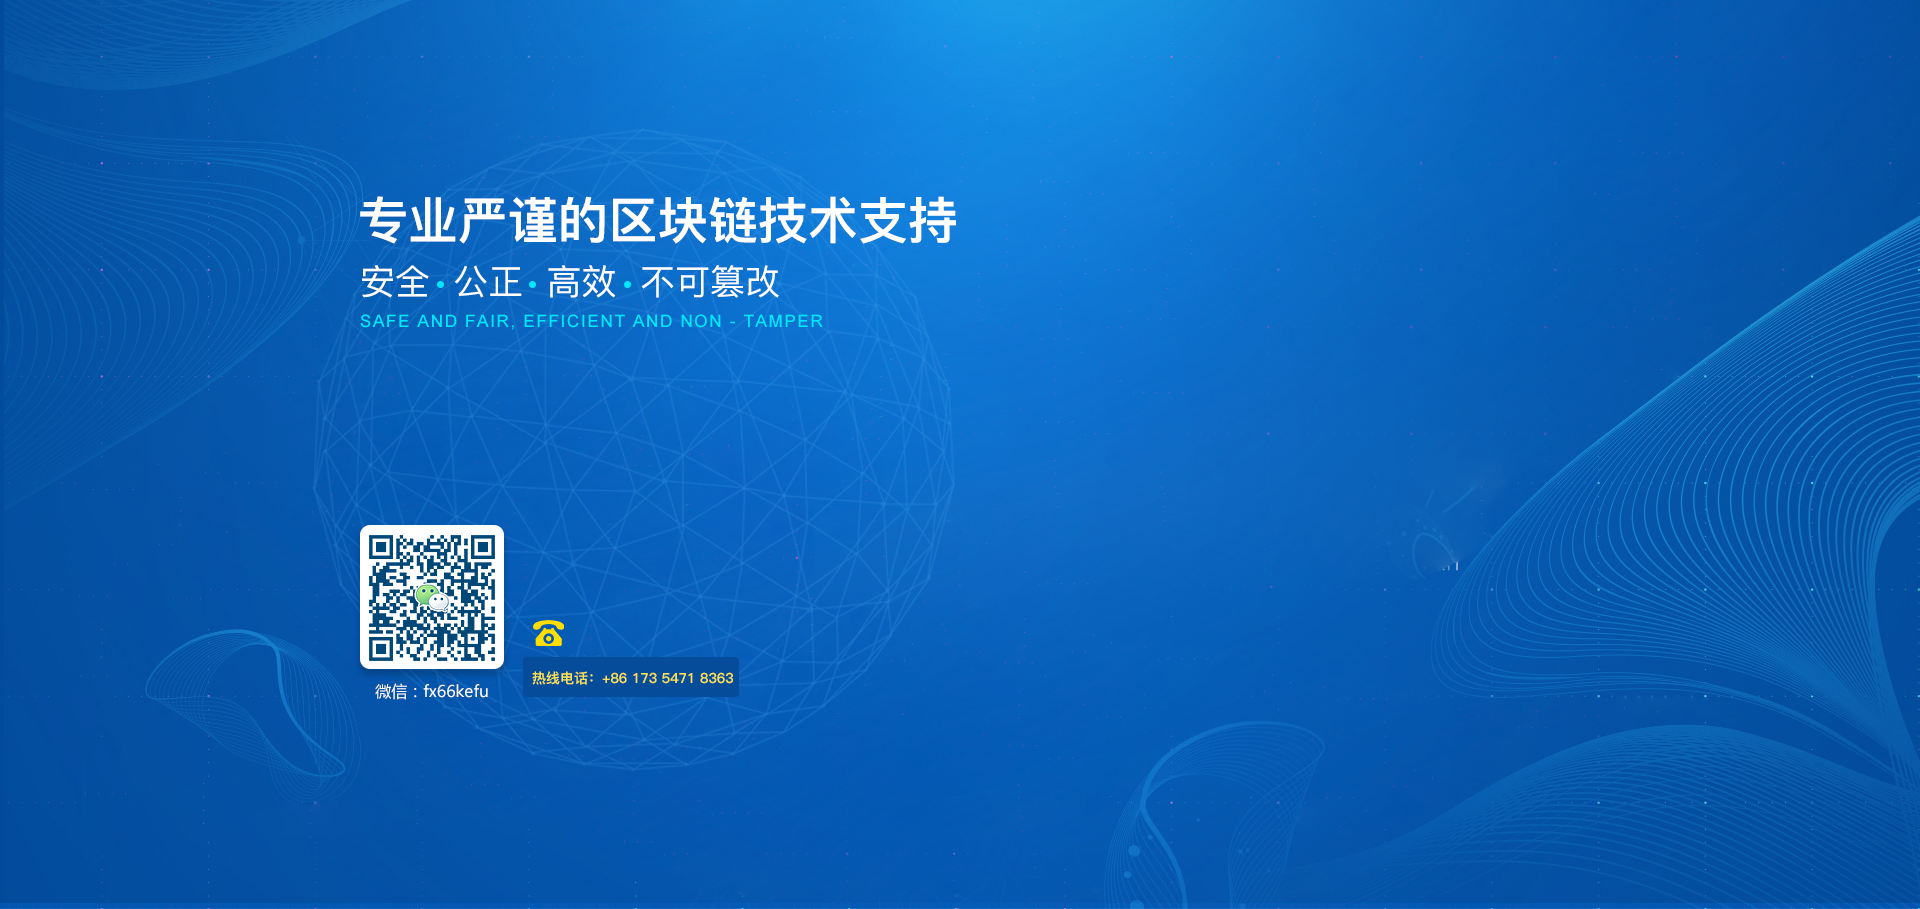 专业严谨的区块链技术支持
安全·公正·高效·不可篡改
SAFE AND FAIR, EFFICIENT AND NON - TAMPER
微信：fx66kefu
热线电话：+86 173 5471 8363